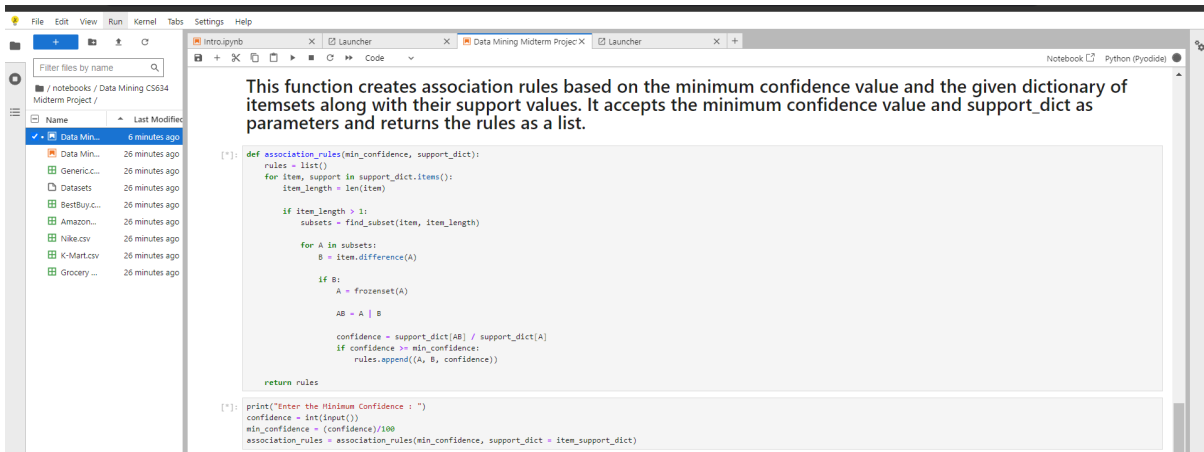 File Edit View Run Kernel Tabs Settings Help
+
Filter files by name
/ notebooks / Data Mining CS634
Midterm Project /
Name Last Modified
Data Min... 6 minutes ago
Data Min... 26 minutes ago
Generic.c... 26 minutes ago
Datasets 26 minutes ago
BestBuy.c... 26 minutes ago
Amazon... 26 minutes ago
Nike.csv 26 minutes ago
K-Mart.csv 26 minutes ago
Grocery ... 26 minutes ago
Intro.ipynb × Launcher × Data Mining Midterm Projec × Launcher × +
Code Notebook Python (Pyodide)
This function creates association rules based on the minimum confidence value and the given dictionary of
itemsets along with their support values. It accepts the minimum confidence value and support_dict as
parameters and returns the rules as a list.
[*]: def association_rules(min_confidence, support_dict):
rules = list()
for item, support in support_dict.items():
item_length = len(item)
if item_length > 1:
subsets = find_subset(item, item_length)
for A in subsets:
B = item.difference(A)
if B:
A = frozenset(A)
AB = A | B
confidence = support_dict[AB] / support_dict[A]
if confidence >= min_confidence:
rules.append((A, B, confidence))
return rules
[*]: print("Enter the Minimum Confidence : ")
confidence = int(input())
min_confidence = (confidence)/100
association_rules = association_rules(min_confidence, support_dict = item_support_dict)